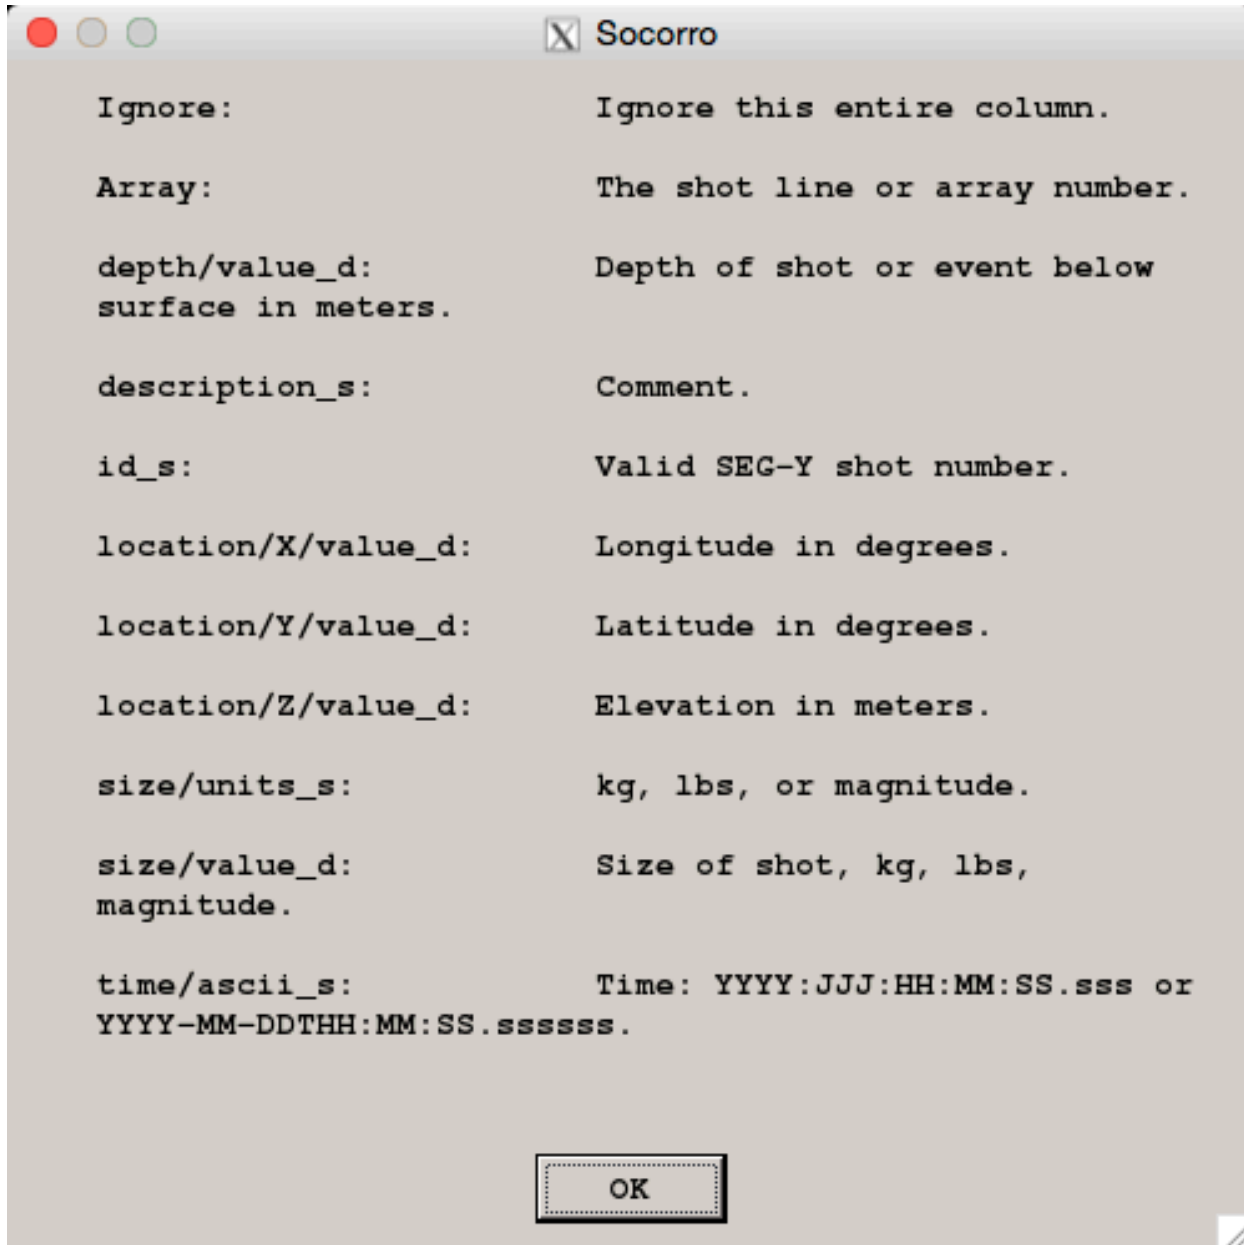 Socorro
Ignore: Ignore this entire column.
Array: The shot line or array number.
depth/value_d: Depth of shot or event below
surface in meters.
description_s: Comment.
id_s: Valid SEG-Y shot number.
location/X/value_d: Longitude in degrees.
location/Y/value_d: Latitude in degrees.
location/Z/value_d: Elevation in meters.
size/units_s: kg, lbs, or magnitude.
size/value_d: Size of shot, kg, lbs,
magnitude.
time/ascii_s: Time: YYYY:JJJ:HH:MM:SS.sss or
YYYY-MM-DDTHH:MM:SS.ssssss.
OK